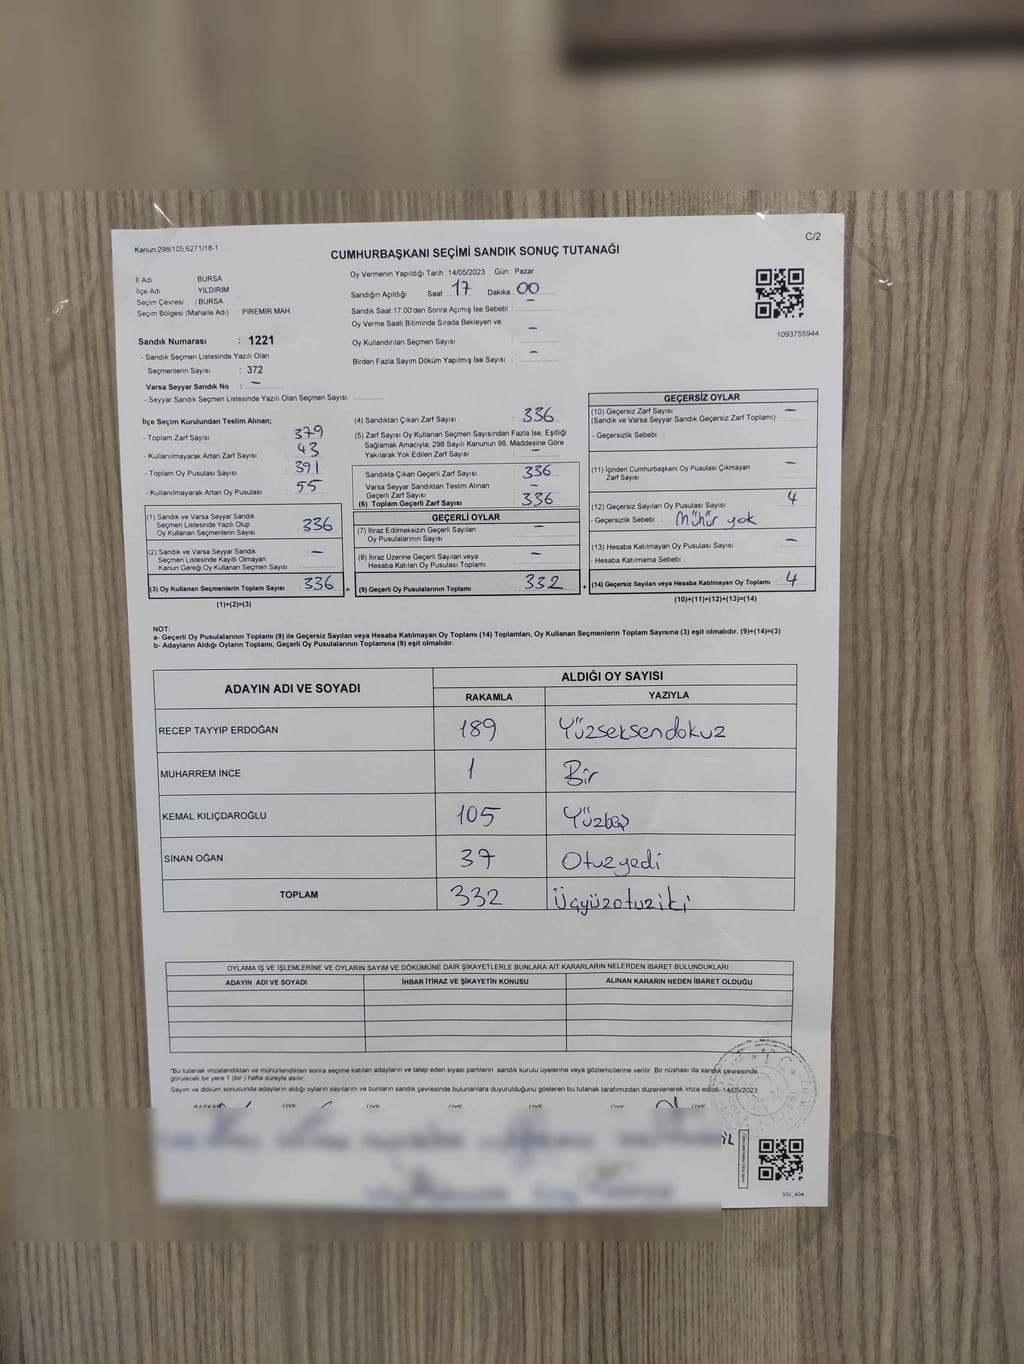 Kanun:298/105;6271/18-1
C/2
CUMHURBAŞKANI SEÇİMİ SANDIK SONUÇ TUTANAĞI
İl Adı BURSA
İlçe Adı YILDIRIM
Seçim Çevresi : BURSA
Seçim Bölgesi (Mahalle Adı) PİREMİR MAH.
Oy Vermenin Yapıldığı Tarih :14/05/2023 Gün : Pazar
Sandığın Açıldığı Saat : 17 Dakika : 00
Sandık Saat 17:00'den Sonra Açımış İse Sebebi : –
Oy Verme Saati Bitiminde Sırada Bekleyen ve
Oy Kullandırılan Seçmen Sayısı : –
Birden Fazla Sayım Döküm Yapılmış İse Sayısı : –
1093755944
Sandık Numarası : 1221
- Sandık Seçmen Listesinde Yazılı Olan
Seçmenlerin Sayısı : 372
Varsa Seyyar Sandık No : –
- Seyyar Sandık Seçmen Listesinde Yazılı Olan Seçmen Sayısı:
İlçe Seçim Kurulundan Teslim Alınan;
- Toplam Zarf Sayısı : 379
- Kullanılmayarak Artan Zarf Sayısı : 43
- Toplam Oy Pusulası Sayısı : 391
- Kullanılmayarak Artan Oy Pusulası : 55
(1) Sandık ve Varsa Seyyar Sandık
Seçmen Listesinde Yazılı Olup
Oy Kullanan Seçmenlerin Sayısı : 336
(2) Sandık ve Varsa Seyyar Sandık
Seçmen Listesinde Kayıtlı Olmayan
Kanun Gereği Oy Kullanan Seçmen Sayısı : –
(3) Oy Kullanan Seçmenlerin Toplam Sayısı : 336 =
(1)+(2)=(3)
(4) Sandıktan Çıkan Zarf Sayısı : 336
(5) Zarf Sayısı Oy Kullanan Seçmen Sayısından Fazla İse, Eşitliği
Sağlamak Amacıyla; 298 Sayılı Kanunun 98. Maddesine Göre
Yakılarak Yok Edilen Zarf Sayısı : –
Sandıkta Çıkan Geçerli Zarf Sayısı : 336
Varsa Seyyar Sandıktan Teslim Alınan
Geçerli Zarf Sayısı : –
(6) Toplam Geçerli Zarf Sayısı : 336
GEÇERLİ OYLAR
(7) İtiraz Edilmeksizin Geçerli Sayılan
Oy Pusulasının Sayısı : –
(8) İtiraz Üzerine Geçerli Sayılan veya
Hesaba Katılan Oy Pusulası Toplamı : –
(9) Geçerli Oy Pusulalarının Toplamı : 332 +
GEÇERSİZ OYLAR
(10) Geçersiz Zarf Sayısı : –
(Sandık ve Varsa Seyyar Sandık Geçersiz Zarf Toplamı)
- Geçersizlik Sebebi :
(11) İçinden Cumhurbaşkanı Oy Pusulası Çıkmayan
Zarf Sayısı : –
(12) Geçersiz Sayılan Oy Pusulası Sayısı : 4
- Geçersizlik Sebebi : Mühür yok
(13) Hesaba Katılmayan Oy Pusulası Sayısı : –
- Hesaba Katılmama Sebebi :
(14) Geçersiz Sayılan veya Hesaba Katılmayan Oy Toplamı : 4
(10)+(11)+(12)+(13)=(14)
NOT:
a- Geçerli Oy Pusulalarının Toplamı (9) ile Geçersiz Sayılan veya Hesaba Katılmayan Oy Toplamı (14) Toplamları, Oy Kullanan Seçmenlerin Toplam Sayısına (3) eşit olmalıdır. (9)+(14)=(3)
b- Adayların Aldığı Oyların Toplamı, Geçerli Oy Pusulalarının Toplamına (9) eşit olmalıdır.
ADAYIN ADI VE SOYADI ALDIĞI OY SAYISI
RAKAMLA YAZIYLA
RECEP TAYYİP ERDOĞAN 189 Yüzseksendokuz
MUHARREM İNCE 1 Bir
KEMAL KILIÇDAROĞLU 105 Yüzbeş
SİNAN OĞAN 37 Otuzyedi
TOPLAM 332 Üçyüzotuziki
OYLAMA İŞ VE İŞLEMLERİNE VE OYLARIN SAYIM VE DÖKÜMÜNE DAİR ŞİKAYETLERLE BUNLARA AİT KARARLARIN NELERDEN İBARET BULUNDUKLARI
ADAYIN ADI VE SOYADI İHBAR İTİRAZ VE ŞİKAYETİN KONUSU ALINAN KARARIN NEDEN İBARET OLDUĞU
*Bu tutanak imzalandıktan ve mühürlendikten sonra seçime katılan adayların ve talep eden siyasi partilerin sandık kurulu üyelerine veya gözlemcilerine verilir. Bir nüshası da sandık çevresinde
görülecek bir yere 1 (bir ) hafta süreyle asılır.
Sayım ve döküm sonucunda adayların aldığı oyların sayılarını ve bunların sandık çevresinde bulunanlara duyurulduğunu gösteren bu tutanak tarafımızdan düzenlenerek imza edildi. 14/05/2023
BAŞKAN ÜYE ÜYE ÜYE ÜYE ÜYE ÜYE
SSI_404